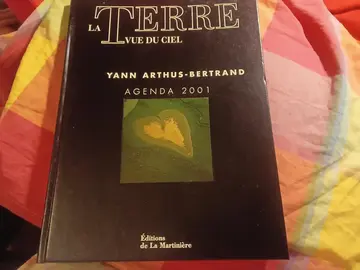 LA TERRE
VUE DU CIEL
YANN ARTHUS-BERTRAND
AGENDA 2001
Éditions
de La Martinière